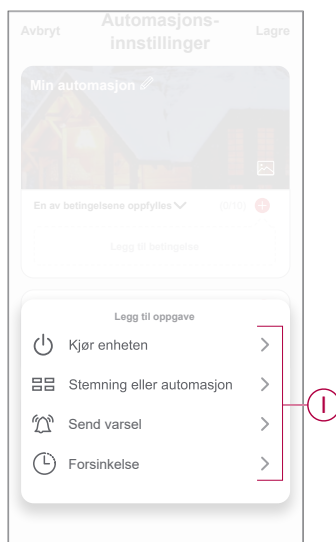 Avbryt
Automasjons-
innstillinger
Lagre
Min automasjon
En av betingelsene oppfylles
(0/10)
Legg til betingelse
Legg til oppgave
Kjør enheten
Stemning eller automasjon
Send varsel
Forsinkelse
I